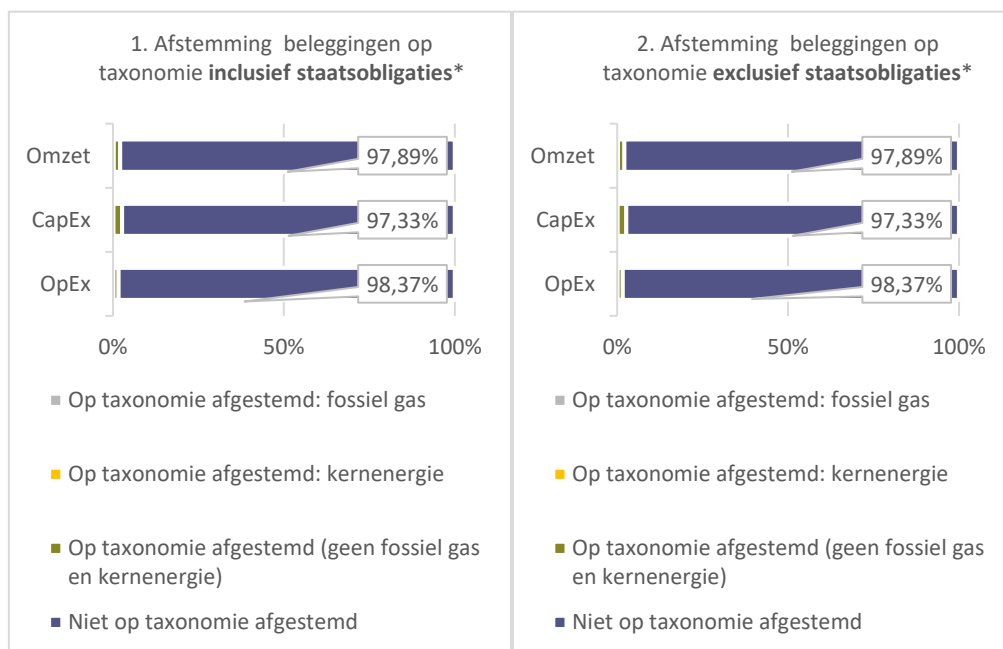 1. Afstemming beleggingen op
taxonomie inclusief staatsobligaties*
Omzet
97,89%
CapEx
97,33%
OpEx
98,37%
0%
50%
100%
Op taxonomie afgestemd: fossiel gas
Op taxonomie afgestemd: kernenergie
Op taxonomie afgestemd (geen fossiel gas
en kernenergie)
Niet op taxonomie afgestemd
2. Afstemming beleggingen op
taxonomie exclusief staatsobligaties*
Omzet
97,89%
CapEx
97,33%
OpEx
98,37%
0%
50%
100%
Op taxonomie afgestemd: fossiel gas
Op taxonomie afgestemd: kernenergie
Op taxonomie afgestemd (geen fossiel gas
en kernenergie)
Niet op taxonomie afgestemd